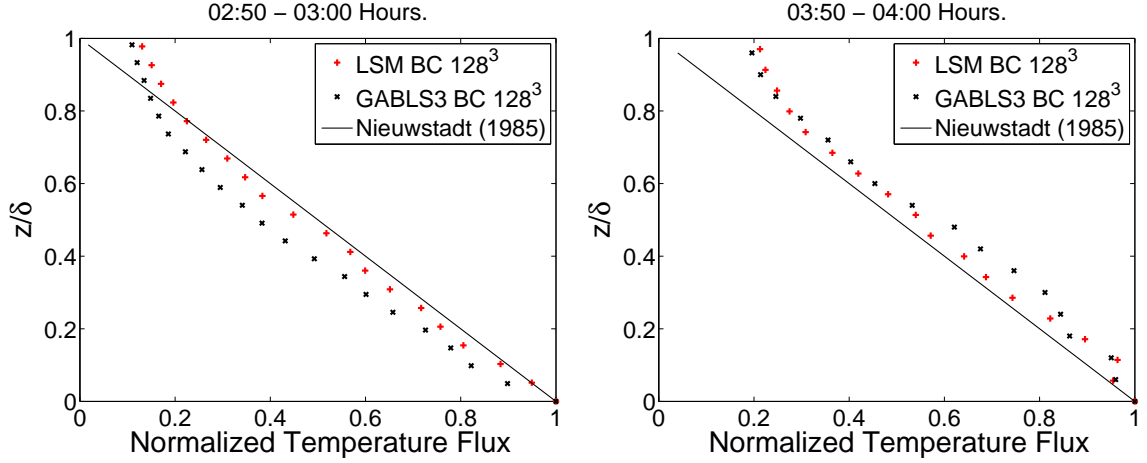 02:50 – 03:00 Hours.
1
0.8
0.6
0.4
0.2
0
z/δ
LSM BC 128³
GABLS3 BC 128³
Nieuwstadt (1985)
0 0.2 0.4 0.6 0.8 1
Normalized Temperature Flux
03:50 – 04:00 Hours.
1
0.8
0.6
0.4
0.2
0
z/δ
LSM BC 128³
GABLS3 BC 128³
Nieuwstadt (1985)
0 0.2 0.4 0.6 0.8 1
Normalized Temperature Flux